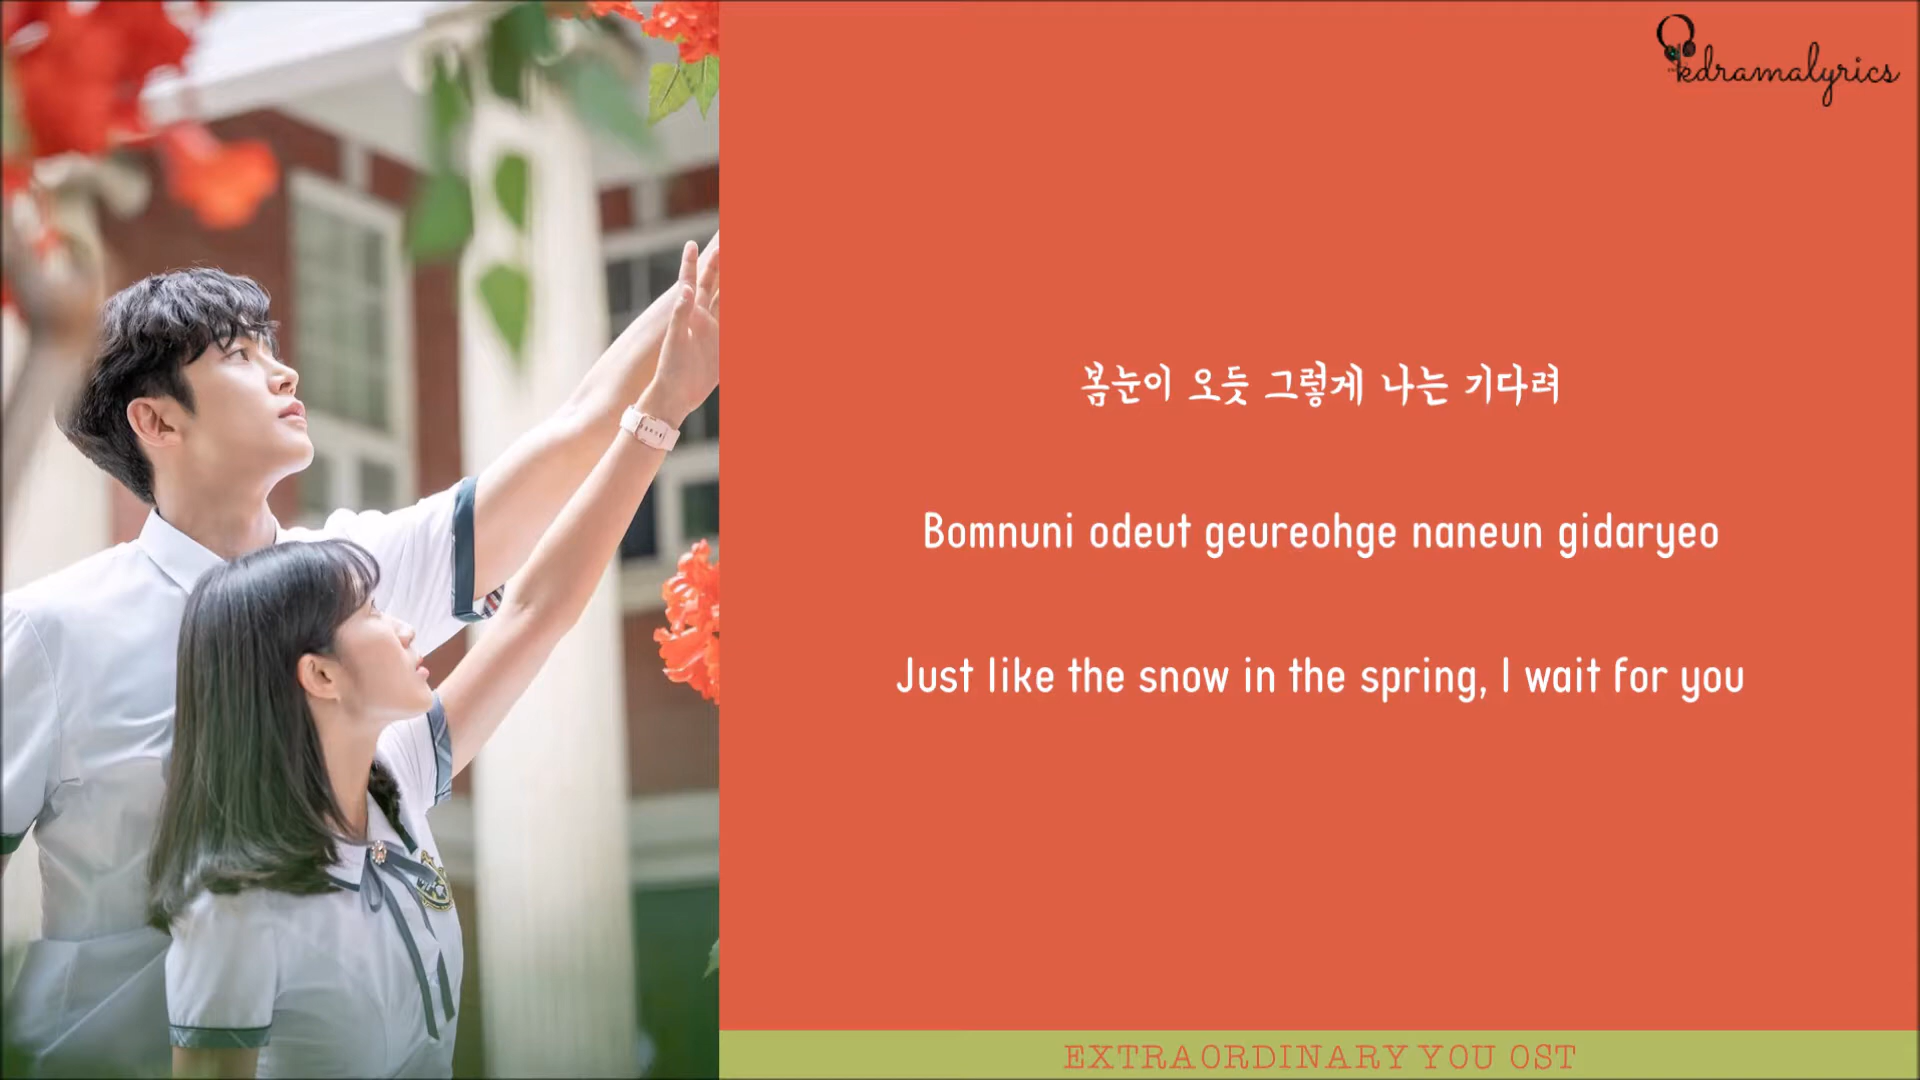 kdramalyrics
봄눈이 오듯 그렇게 나는 기다려
Bomnuni odeut geureohge naneun gidaryeo
Just like the snow in the spring, I wait for you
EXTRAORDINARY YOU OST